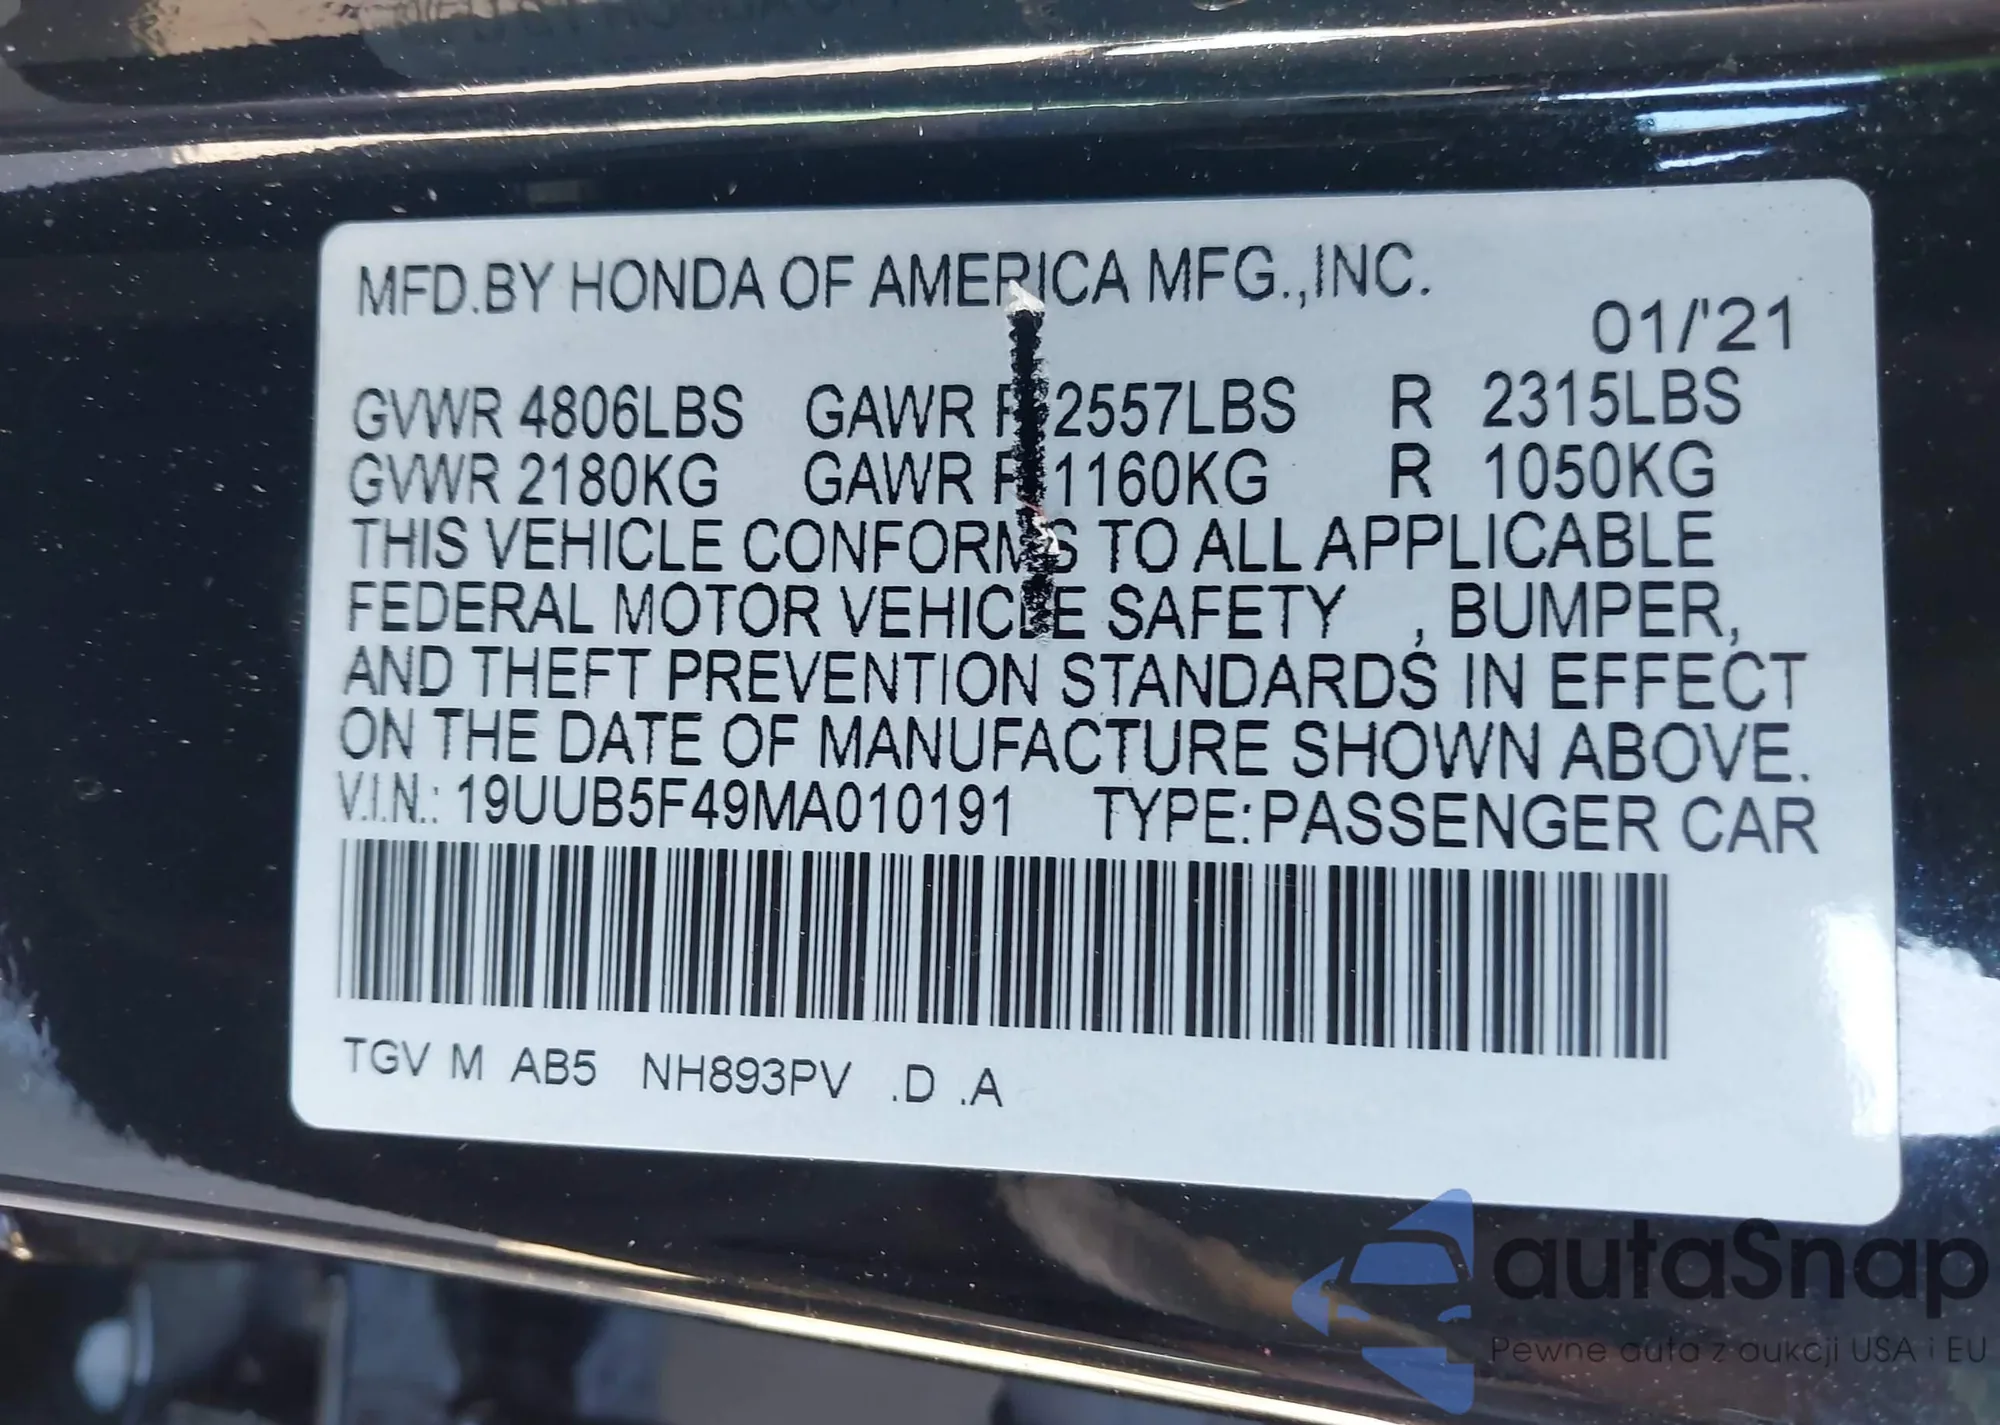 MFD.BY HONDA OF AMERICA MFG.,INC.
01/'21
GVWR 4806LBS GAWR F 2557LBS R 2315LBS
GVWR 2180KG GAWR F 1160KG R 1050KG
THIS VEHICLE CONFORMS TO ALL APPLICABLE
FEDERAL MOTOR VEHICLE SAFETY , BUMPER,
AND THEFT PREVENTION STANDARDS IN EFFECT
ON THE DATE OF MANUFACTURE SHOWN ABOVE.
V.I.N.: 19UUB5F49MA010191 TYPE:PASSENGER CAR
TGV M AB5 NH893PV .D .A
autaSnap
Pewne auta z aukcji USA i EU